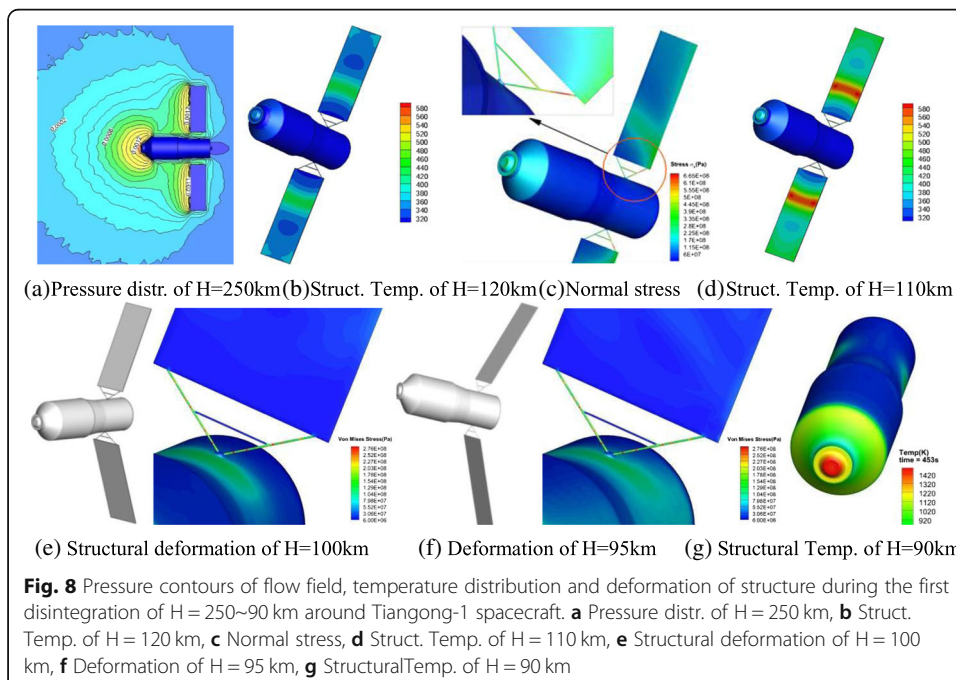 580
560
540
520
500
480
460
440
420
400
380
360
340
320
Stress (Pa)
6.65E+08
6.1E+08
5.55E+08
5E+08
4.45E+08
3.9E+08
3.35E+08
2.8E+08
2.25E+08
1.7E+08
1.15E+08
6E+07
580
560
540
520
500
480
460
440
420
400
380
360
340
320
(a)Pressure distr. of H=250km
(b)Struct. Temp. of H=120km
(c)Normal stress
(d)Struct. Temp. of H=110km
Von Mises Stress(Pa)
2.76E+08
2.52E+08
2.27E+08
2.03E+08
1.78E+08
1.54E+08
1.29E+08
1.04E+08
7.98E+07
5.52E+07
3.06E+07
6.00E+06
Von Mises Stress(Pa)
2.76E+08
2.52E+08
2.27E+08
2.03E+08
1.78E+08
1.54E+08
1.29E+08
1.04E+08
7.98E+07
5.52E+07
3.06E+07
6.00E+06
Temp(K)
time = 453s
1420
1320
1220
1120
1020
920
(e) Structural deformation of H=100km
(f) Deformation of H=95km
(g) Structural Temp. of H=90km
Fig. 8 Pressure contours of flow field, temperature distribution and deformation of structure during the first
disintegration of H = 250~90 km around Tiangong-1 spacecraft. a Pressure distr. of H = 250 km, b Struct.
Temp. of H = 120 km, c Normal stress, d Struct. Temp. of H = 110 km, e Structural deformation of H = 100
km, f Deformation of H = 95 km, g StructuralTemp. of H = 90 km